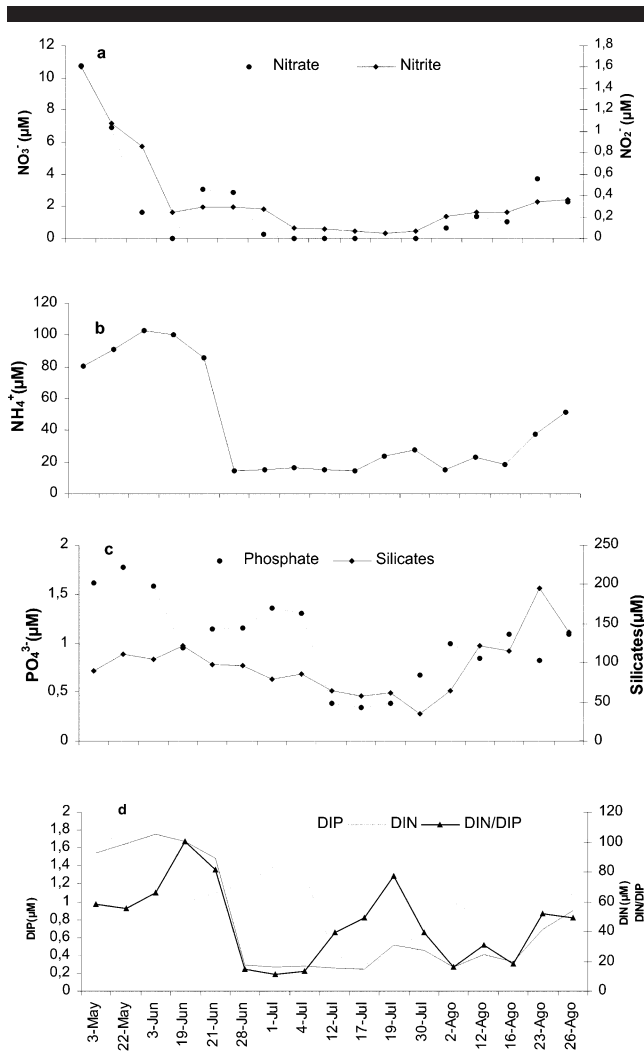 a
Nitrate
Nitrite
NO₃⁻ (µM)
12
10
8
6
4
2
0
1,8
1,6
1,4
1,2
1
0,8
0,6
0,4
0,2
0
NO₂⁻ (µM)
b
NH₄⁺(µM)
120
100
80
60
40
20
0
c
Phosphate
Silicates
PO₄³⁻(µM)
2
1,5
1
0,5
0
250
200
150
100
50
0
Silicates(µM)
d
DIP
DIN
DIN/DIP
DIP(µM)
2
1,8
1,6
1,4
1,2
1
0,8
0,6
0,4
0,2
0
120
100
80
60
40
20
0
DIN(µM)
DIN/DIP
3-May
22-May
3-Jun
19-Jun
21-Jun
28-Jun
1-Jul
4-Jul
12-Jul
17-Jul
19-Jul
30-Jul
2-Ago
12-Ago
16-Ago
23-Ago
26-Ago